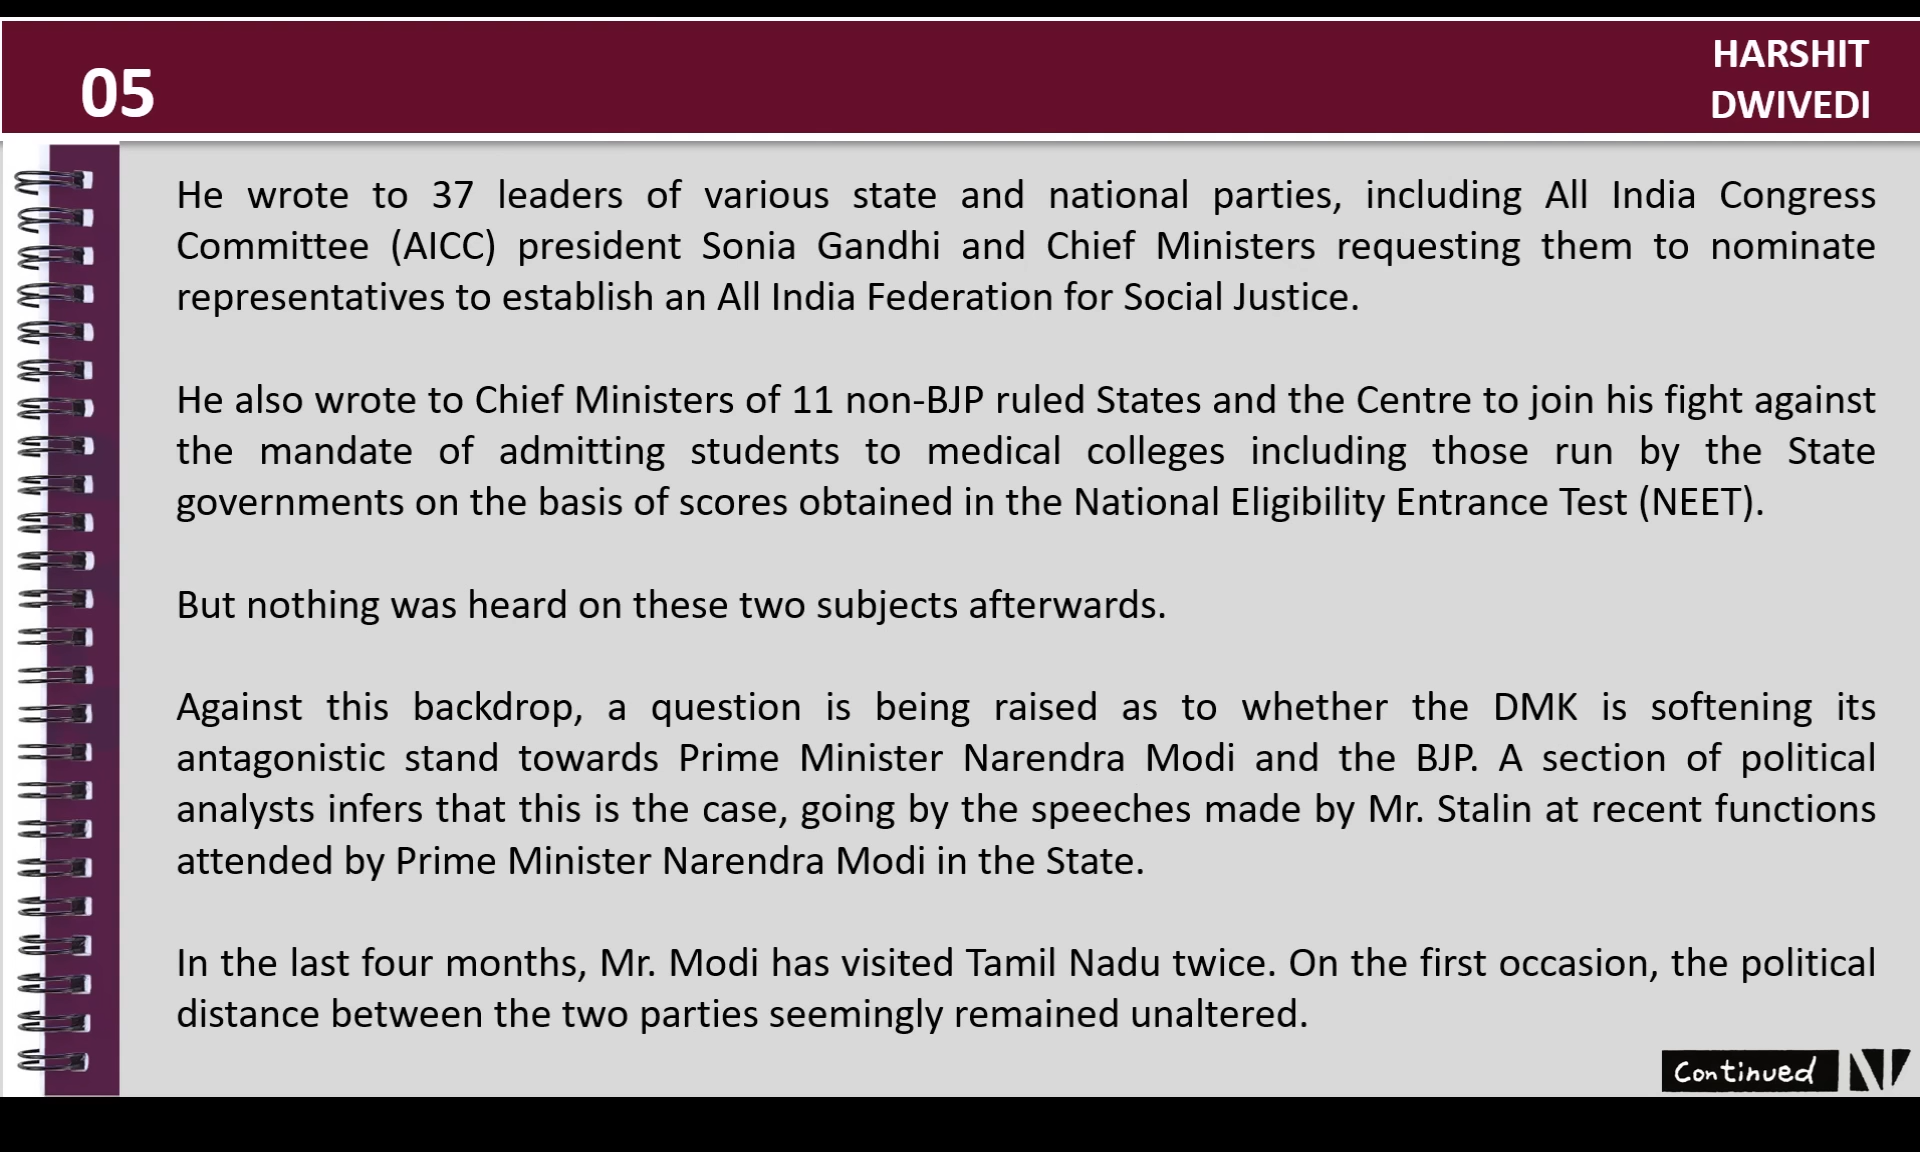 05
HARSHIT
DWIVEDI
He wrote to 37 leaders of various state and national parties, including All India Congress
Committee (AICC) president Sonia Gandhi and Chief Ministers requesting them to nominate
representatives to establish an All India Federation for Social Justice.
He also wrote to Chief Ministers of 11 non-BJP ruled States and the Centre to join his fight against
the mandate of admitting students to medical colleges including those run by the State
governments on the basis of scores obtained in the National Eligibility Entrance Test (NEET).
But nothing was heard on these two subjects afterwards.
Against this backdrop, a question is being raised as to whether the DMK is softening its
antagonistic stand towards Prime Minister Narendra Modi and the BJP. A section of political
analysts infers that this is the case, going by the speeches made by Mr. Stalin at recent functions
attended by Prime Minister Narendra Modi in the State.
In the last four months, Mr. Modi has visited Tamil Nadu twice. On the first occasion, the political
distance between the two parties seemingly remained unaltered.
Continued